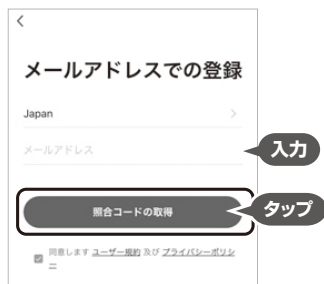 メールアドレスでの登録
Japan
メールアドレス
入力
照合コードの取得
タップ
同意します ユーザー規約 及び プライバシーポリシ
ー